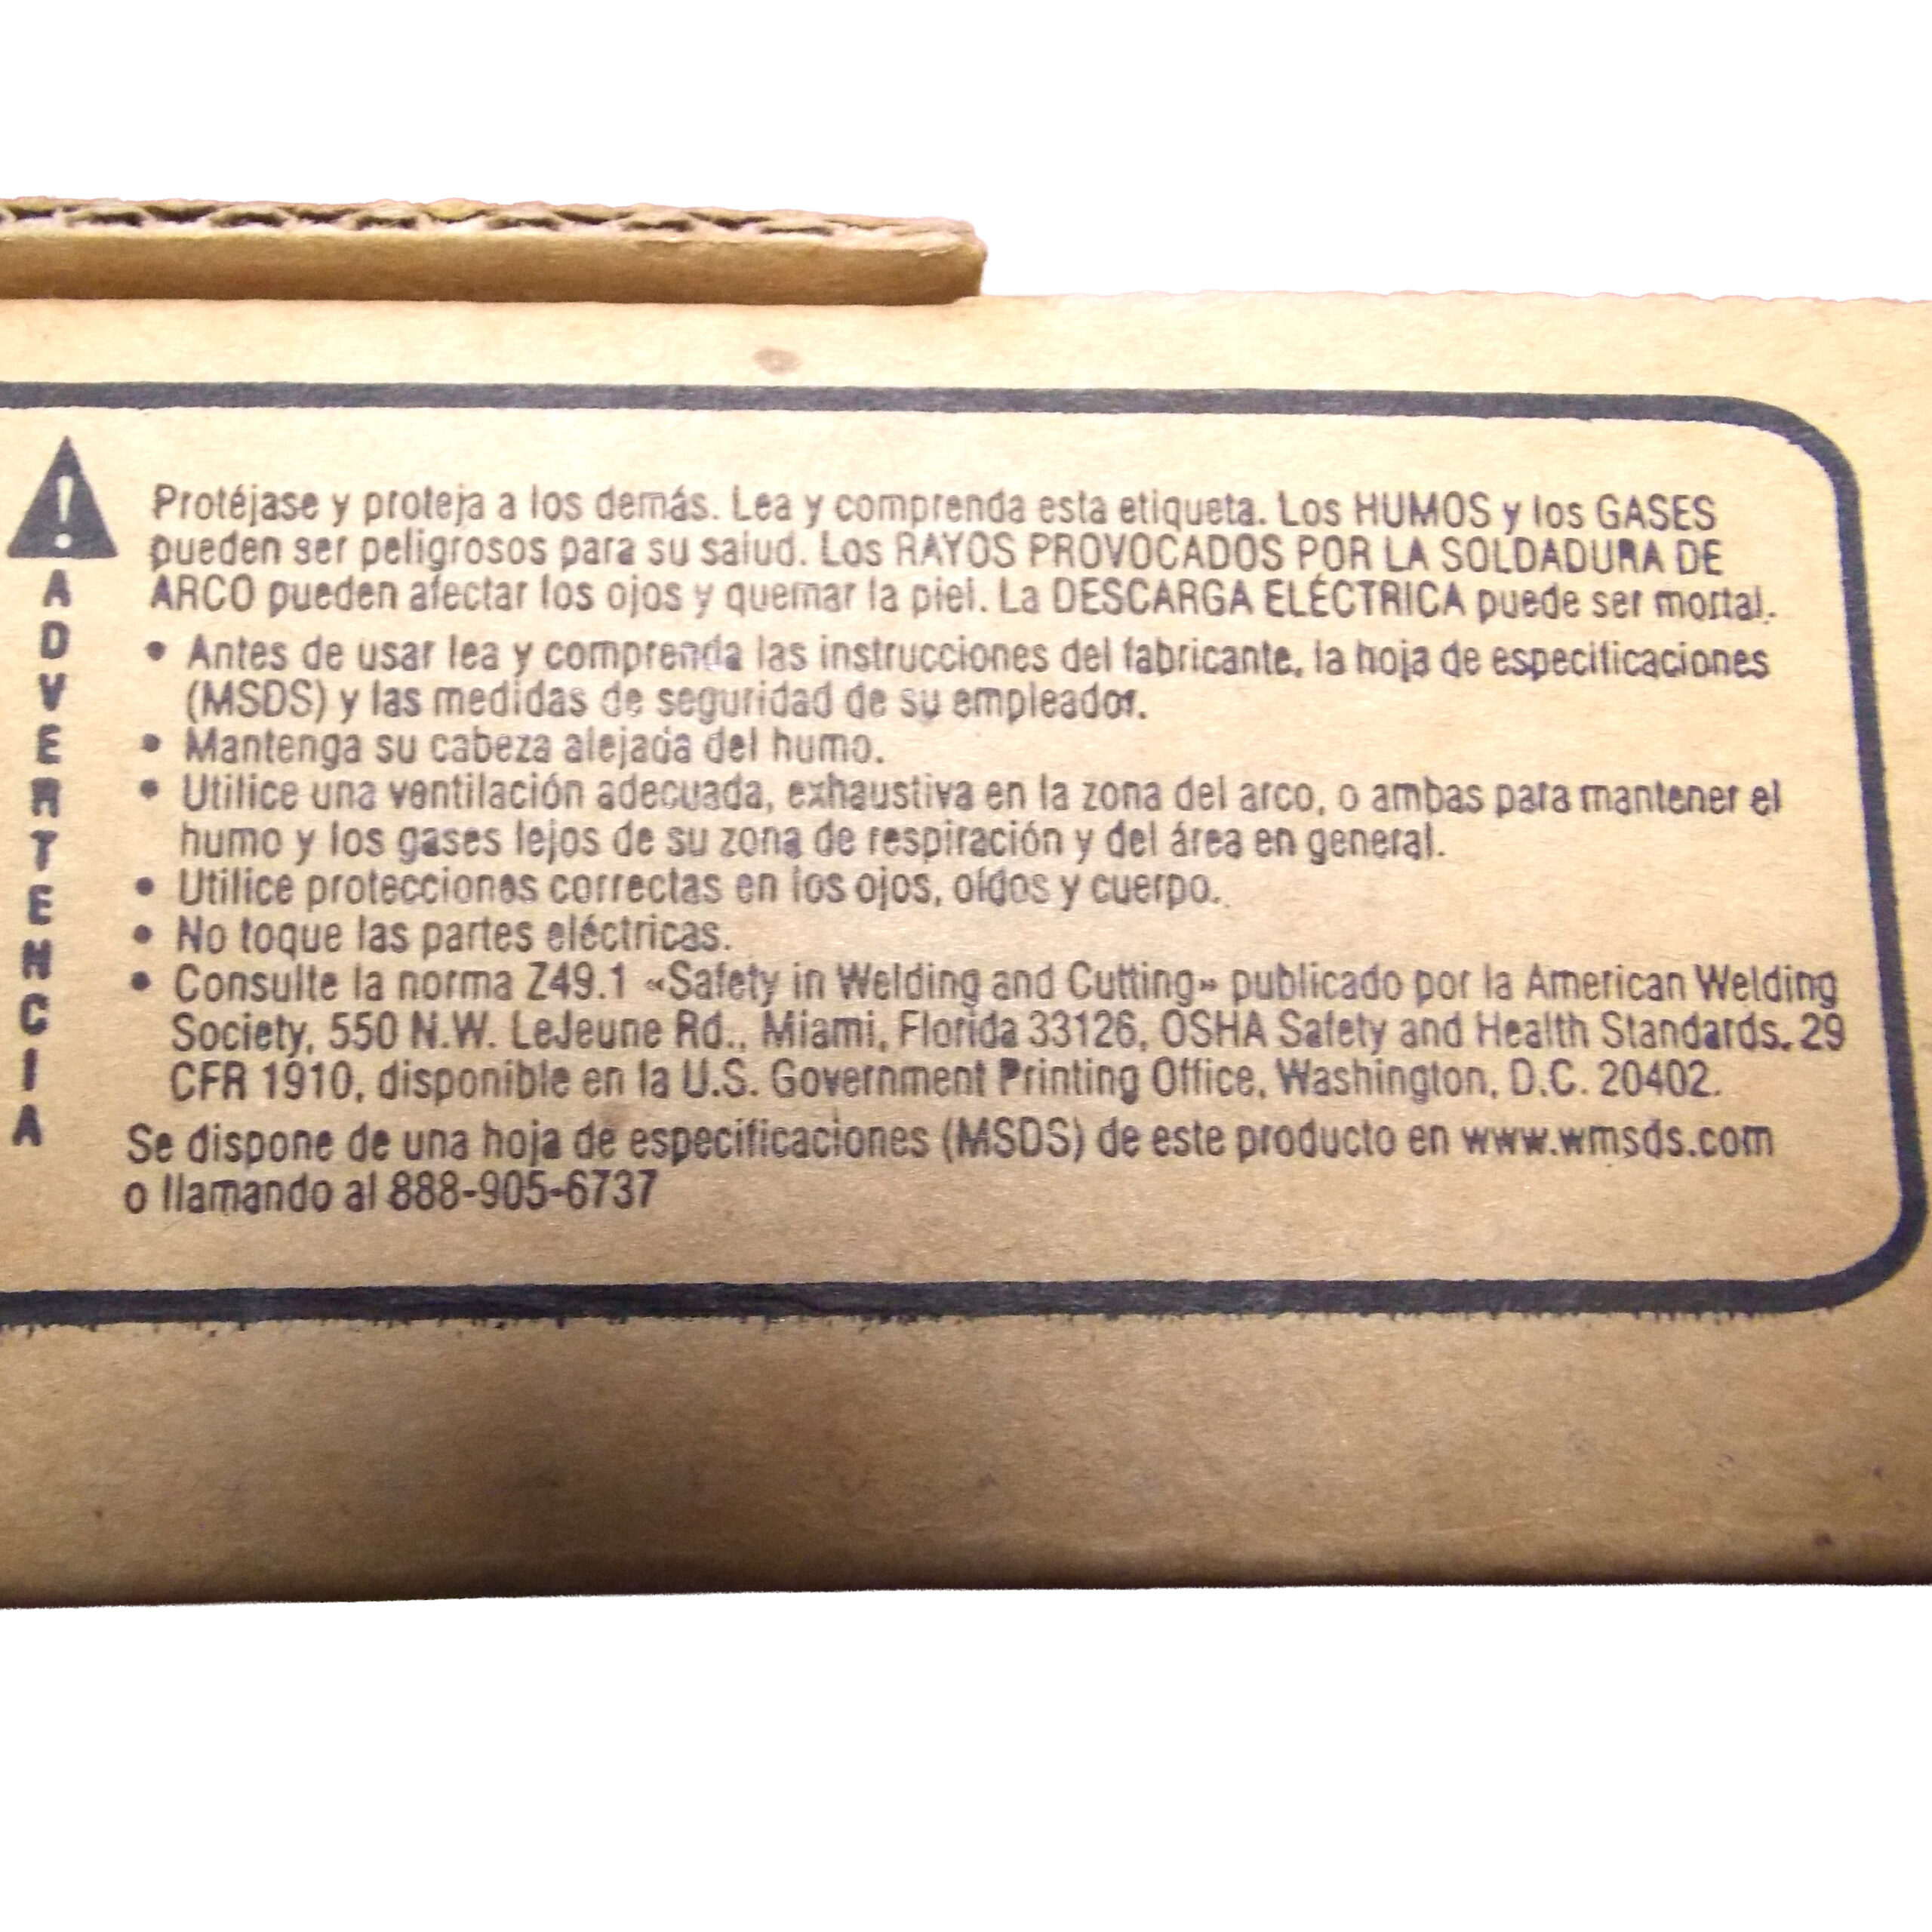 ADVERTENCIA
Protéjase y proteja a los demás. Lea y comprenda esta etiqueta. Los HUMOS y los GASES
pueden ser peligrosos para su salud. Los RAYOS PROVOCADOS POR LA SOLDADURA DE
ARCO pueden afectar los ojos y quemar la piel. La DESCARGA ELÉCTRICA puede ser mortal.
• Antes de usar lea y comprenda las instrucciones del fabricante, la hoja de especificaciones
(MSDS) y las medidas de seguridad de su empleador.
• Mantenga su cabeza alejada del humo.
• Utilice una ventilación adecuada, exhaustiva en la zona del arco, o ambas para mantener el
humo y los gases lejos de su zona de respiración y del área en general.
• Utilice protecciones correctas en los ojos, oídos y cuerpo.
• No toque las partes eléctricas.
• Consulte la norma Z49.1 «Safety in Welding and Cutting» publicado por la American Welding
Society, 550 N.W. LeJeune Rd., Miami, Florida 33126, OSHA Safety and Health Standards. 29
CFR 1910, disponible en la U.S. Government Printing Office, Washington, D.C. 20402.
Se dispone de una hoja de especificaciones (MSDS) de este producto en www.wmsds.com
o llamando al 888-905-6737